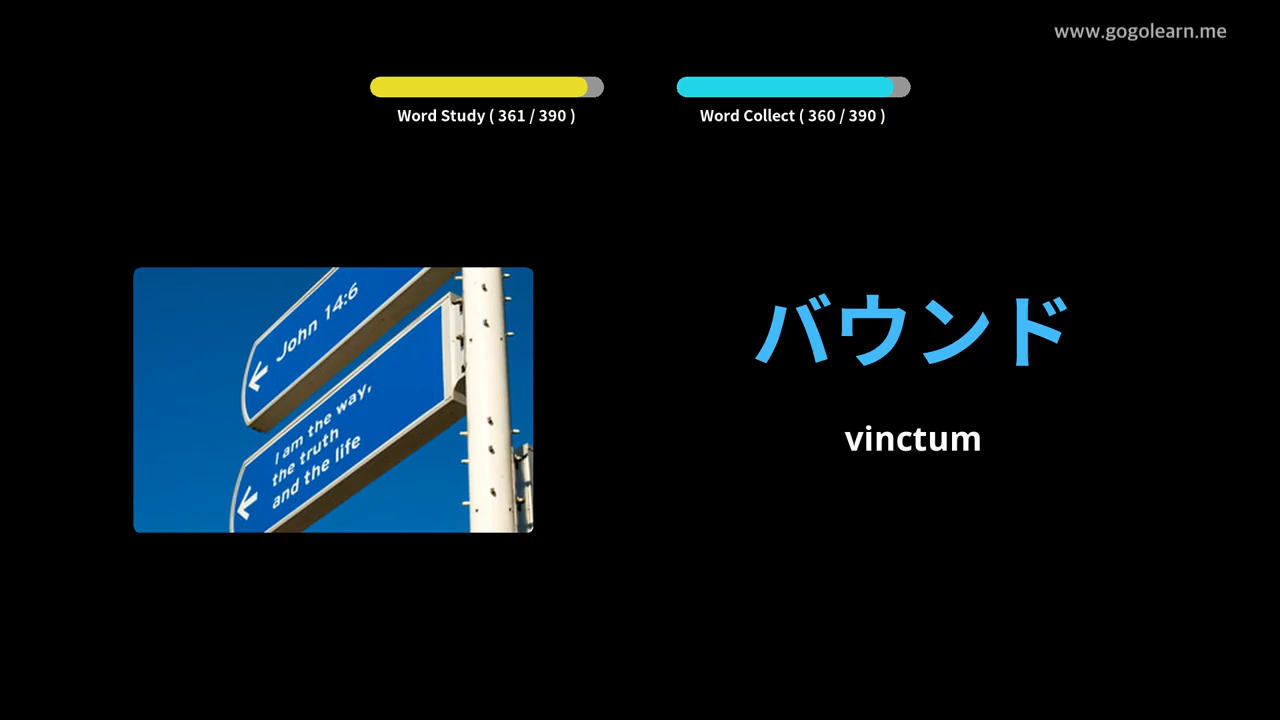 www.gogolearn.me
Word Study ( 361 / 390 )
Word Collect ( 360 / 390 )
John 14:6
I am the way,
the truth
and the life
バウンド
vinctum